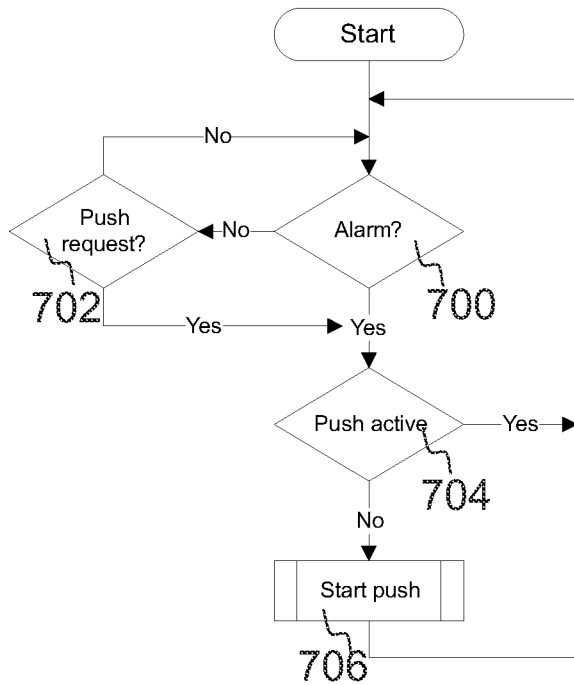 Start
No
Push
request?
No
Alarm?
702
700
Yes
Yes
Push active
Yes
704
No
Start push
706